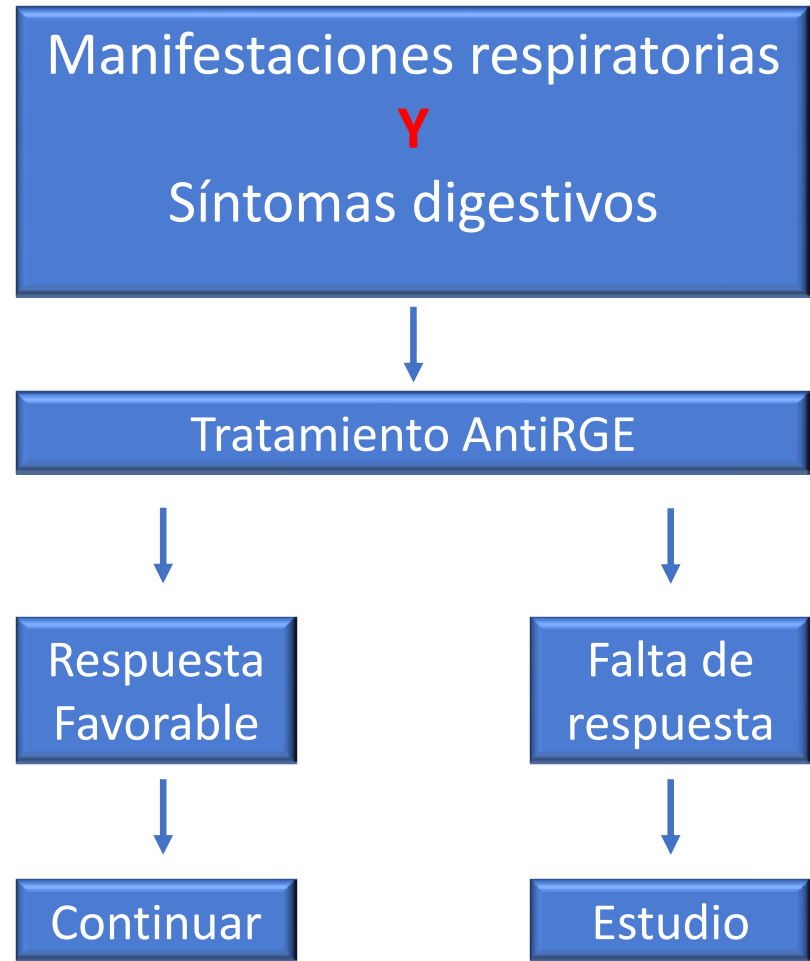 Manifestaciones respiratorias
Y
Síntomas digestivos
Tratamiento AntiRGE
Respuesta
Favorable
Falta de
respuesta
Continuar
Estudio